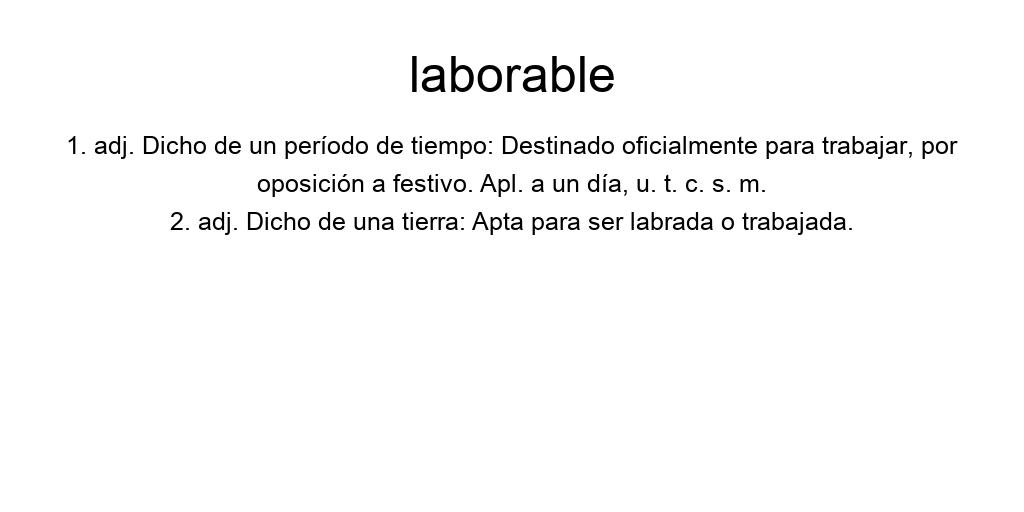 laborable
1. adj. Dicho de un período de tiempo: Destinado oficialmente para trabajar, por
oposición a festivo. Apl. a un día, u. t. c. s. m.
2. adj. Dicho de una tierra: Apta para ser labrada o trabajada.